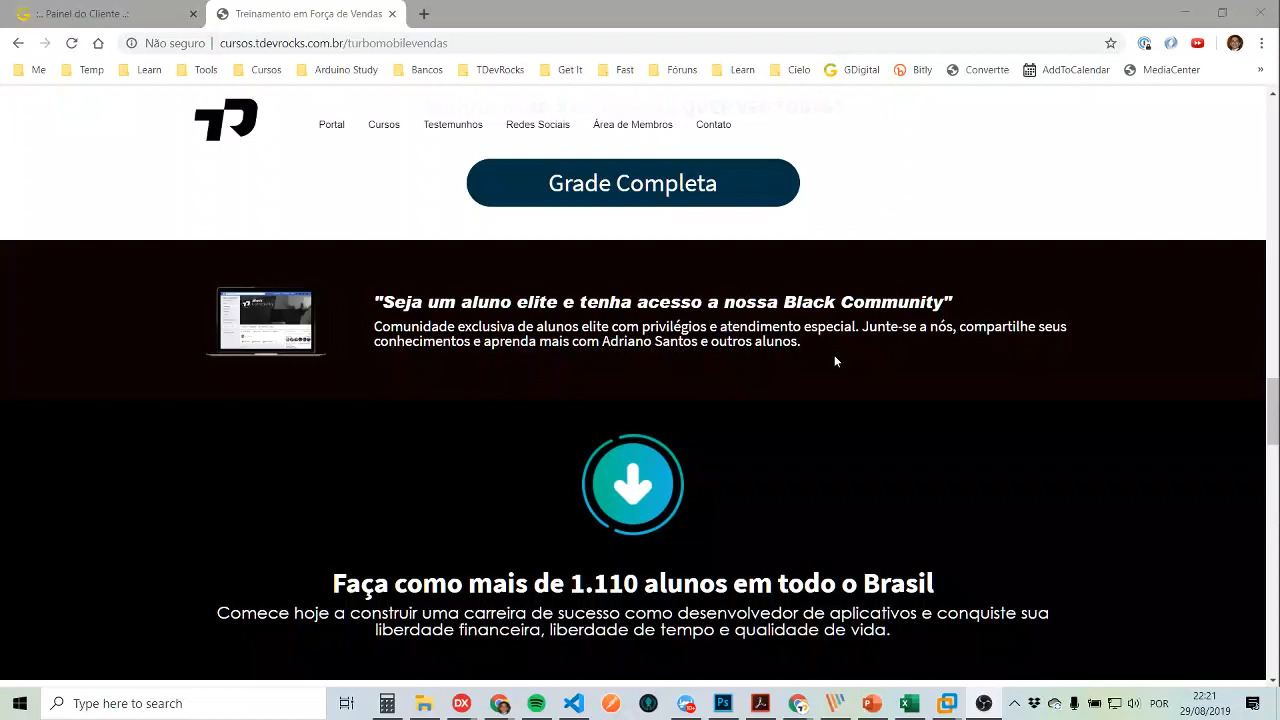 :. Painel do Cliente .:
Treinamento em Força de Vendas
Não seguro
cursos.tdevrocks.com.br/turbomobilevendas
Me
Temp
Learn
Tools
Cursos
Arduino Study
Bancos
TDevRocks
Get It
Fast
Fóruns
Learn
Cielo
GDigital
Bitly
Convertte
AddToCalendar
MediaCenter
»
Portal
Cursos
Testemunhos
Redes Sociais
Área de Membros
Contato
Grade Completa
"Seja um aluno elite e tenha acesso a nossa Black Community"
Comunidade exclusiva de alunos elite com privilégios e atendimento especial. Junte-se a nós, compartilhe seus
conhecimentos e aprenda mais com Adriano Santos e outros alunos.
Faça como mais de 1.110 alunos em todo o Brasil
Comece hoje a construir uma carreira de sucesso como desenvolvedor de aplicativos e conquiste sua
liberdade financeira, liberdade de tempo e qualidade de vida.
Type here to search
POR
22:21
29/08/2019